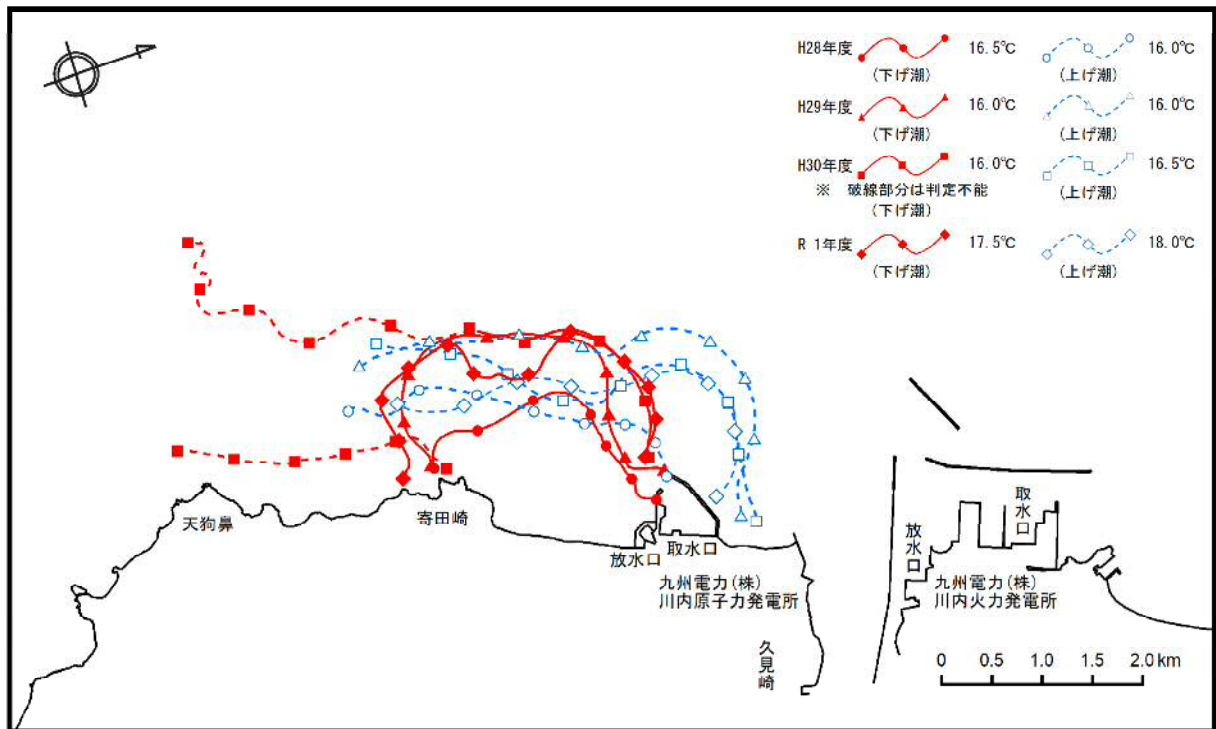 H28年度 16.5℃ 16.0℃
(下げ潮) (上げ潮)
H29年度 16.0℃ 16.0℃
(下げ潮) (上げ潮)
H30年度 16.0℃ 16.5℃
※ 破線部分は判定不能
(下げ潮) (上げ潮)
R 1年度 17.5℃ 18.0℃
(下げ潮) (上げ潮)
天狗鼻
寄田崎
放水口
取水口
九州電力(株)
川内原子力発電所
久見崎
放水口
取水口
九州電力(株)
川内火力発電所
0 0.5 1.0 1.5 2.0km